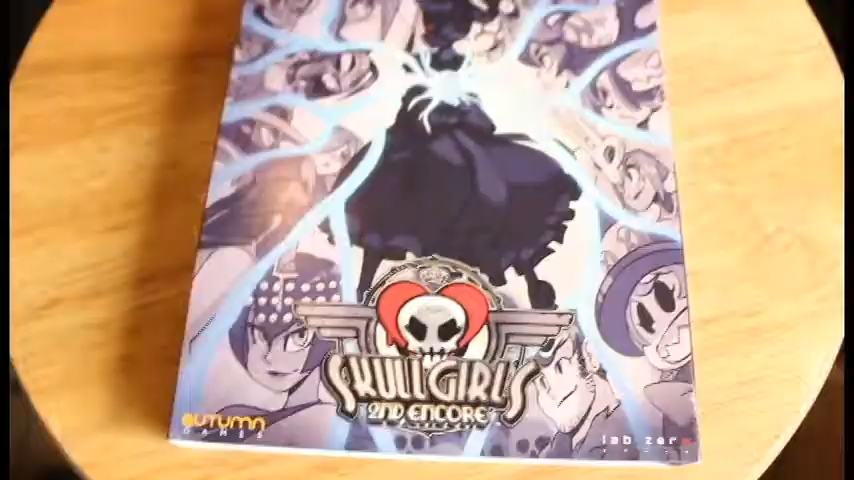 SKULLGIRLS
2ND ENCORE
AUTUMN
GAMES
lab zero